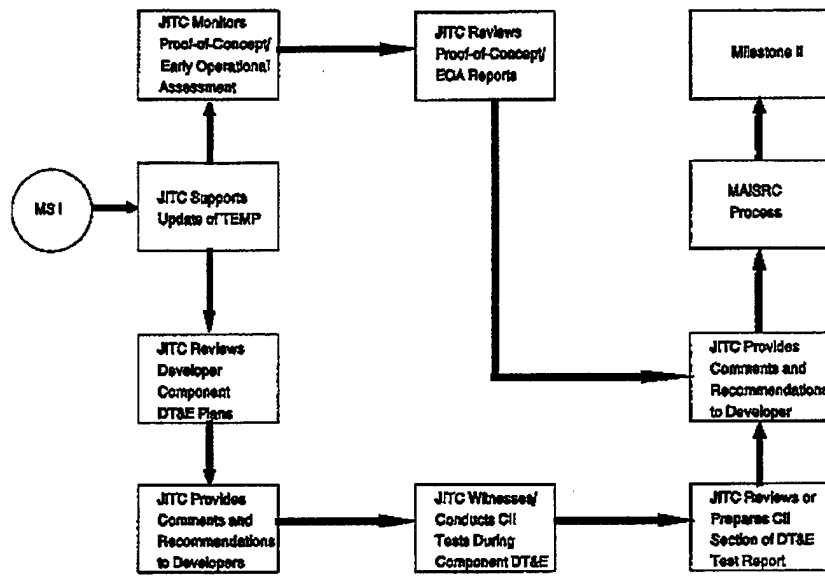 JITC Monitors
Proof-of-Concept/
Early Operational
Assessment
JITC Reviews
Proof-of-Concept/
EOA Reports
Milestone II
MS I
JITC Supports
Update of TEMP
MAISRC
Process
JITC Reviews
Developer
Component
DT&E Plans
JITC Provides
Comments and
Recommendations
to Developer
JITC Provides
Comments and
Recommendations
to Developers
JITC Witnesses/
Conducts CII
Tests During
Component DT&E
JITC Reviews or
Prepares CII
Section of DT&E
Test Report